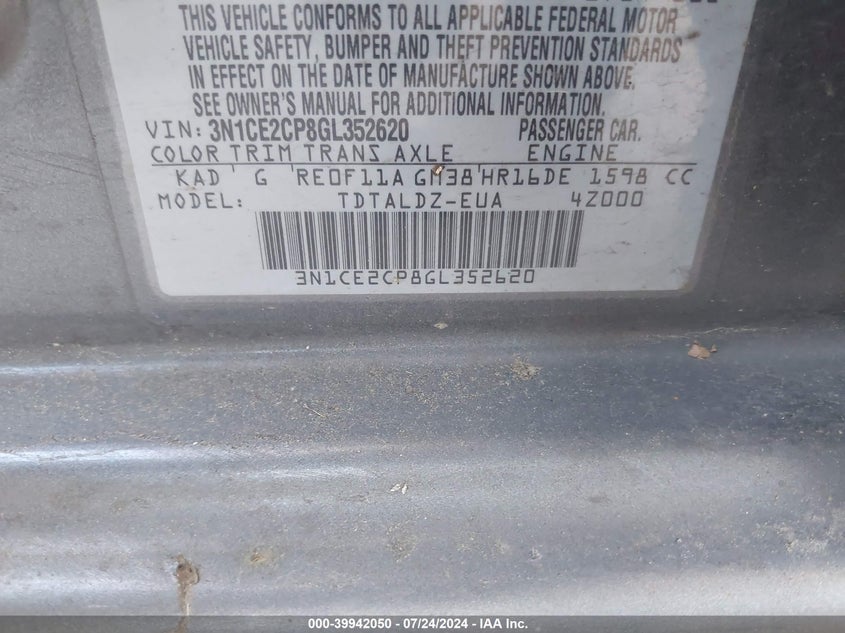 THIS VEHICLE CONFORMS TO ALL APPLICABLE FEDERAL MOTOR
VEHICLE SAFETY, BUMPER AND THEFT PREVENTION STANDARDS
IN EFFECT ON THE DATE OF MANUFACTURE SHOWN ABOVE.
SEE OWNER'S MANUAL FOR ADDITIONAL INFORMATION.
VIN: 3N1CE2CP8GL352620 PASSENGER CAR.
COLOR TRIM TRANS AXLE ENGINE
KAD G RE0F11A GM38 HR16DE 1598 CC
MODEL: TDTALDZ-EUA 4Z000
3N1CE2CP8GL352620
000-39942050 - 07/24/2024 - IAA Inc.